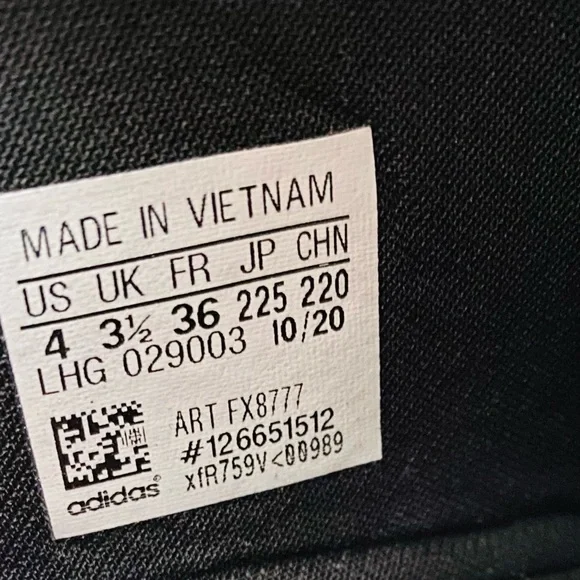 MADE IN VIETNAM
US UK FR JP CHN
4 3½ 36 225 220
LHG 029003 10/20
ART FX8777
#126651512
xfR759V<00989
adidas